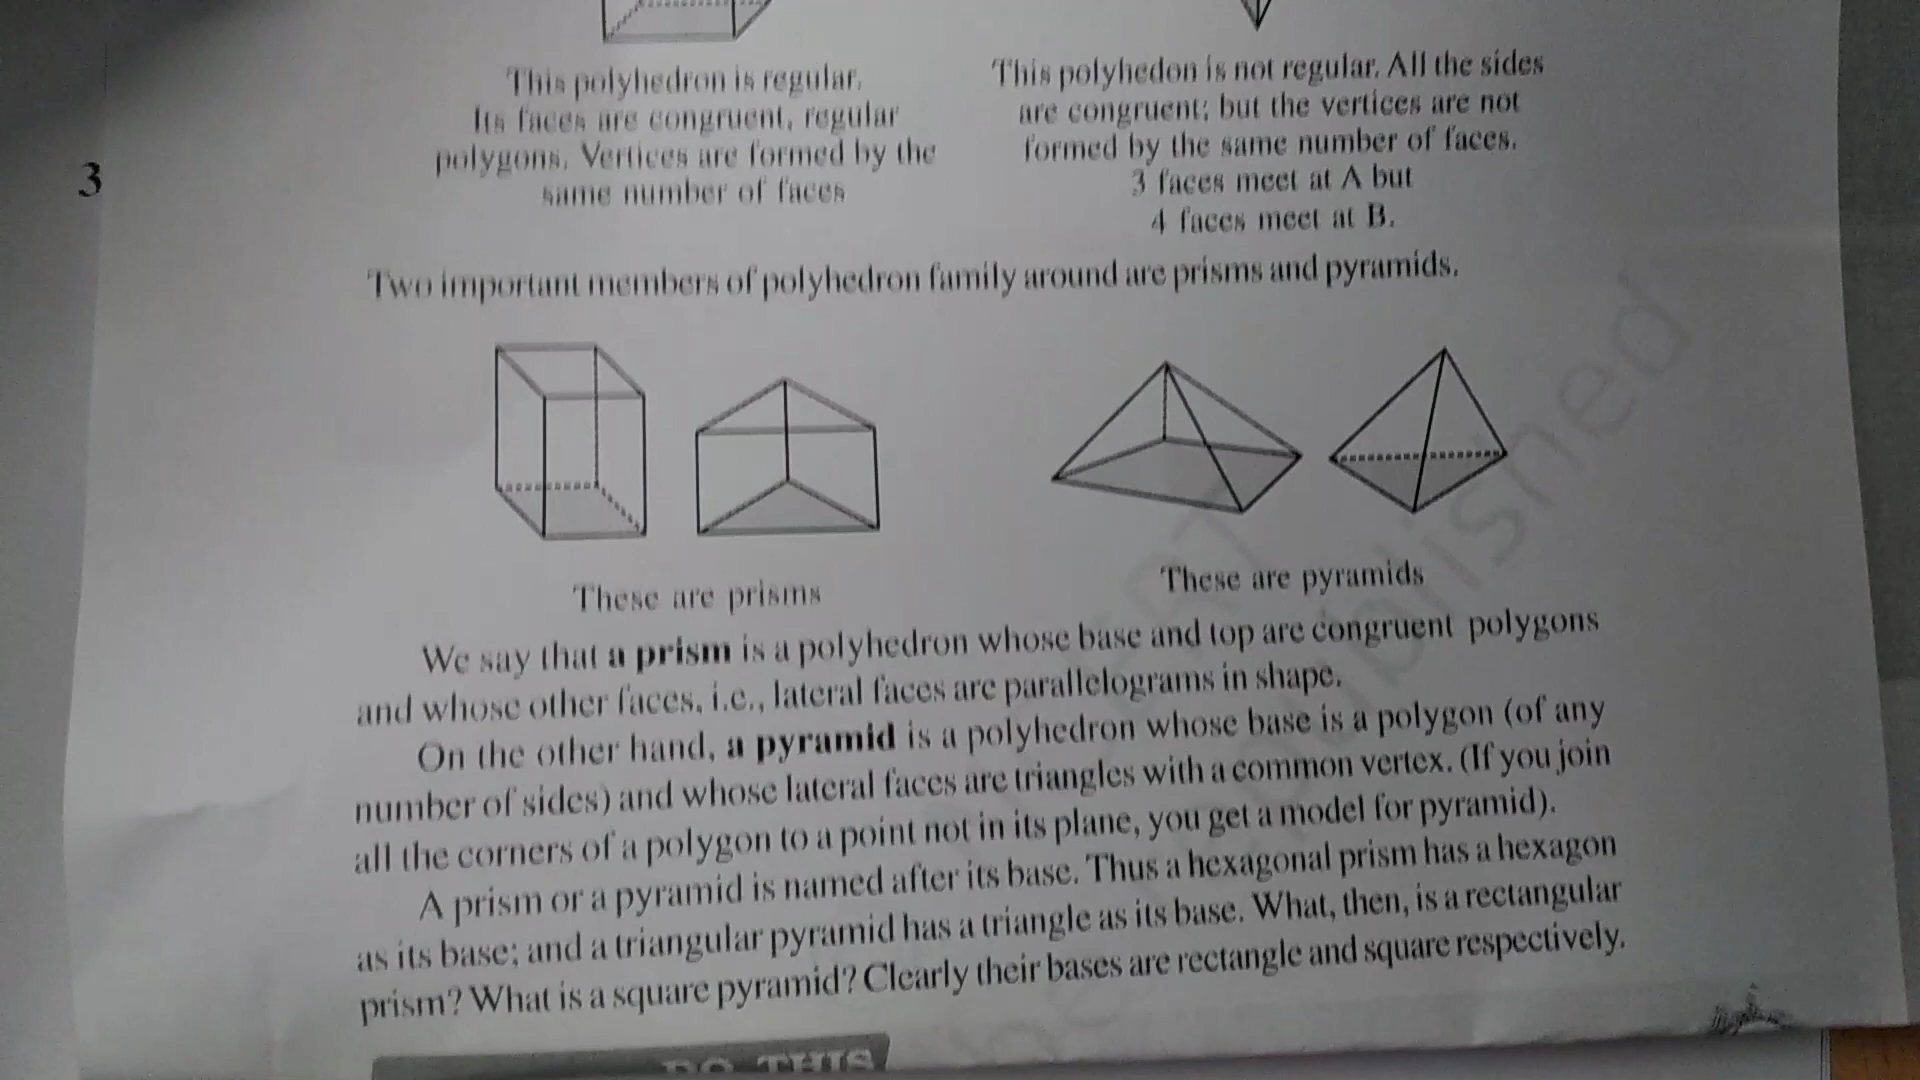 3
This polyhedron is regular.
Its faces are congruent, regular
polygons. Vertices are formed by the
same number of faces
This polyhedon is not regular. All the sides
are congruent; but the vertices are not
formed by the same number of faces.
3 faces meet at A but
4 faces meet at B.
Two important members of polyhedron family around are prisms and pyramids.
These are prisms
These are pyramids
We say that a prism is a polyhedron whose base and top are congruent polygons
and whose other faces, i.e., lateral faces are parallelograms in shape.
On the other hand, a pyramid is a polyhedron whose base is a polygon (of any
number of sides) and whose lateral faces are triangles with a common vertex. (If you join
all the corners of a polygon to a point not in its plane, you get a model for pyramid).
A prism or a pyramid is named after its base. Thus a hexagonal prism has a hexagon
as its base; and a triangular pyramid has a triangle as its base. What, then, is a rectangular
prism? What is a square pyramid? Clearly their bases are rectangle and square respectively.
DO THIS